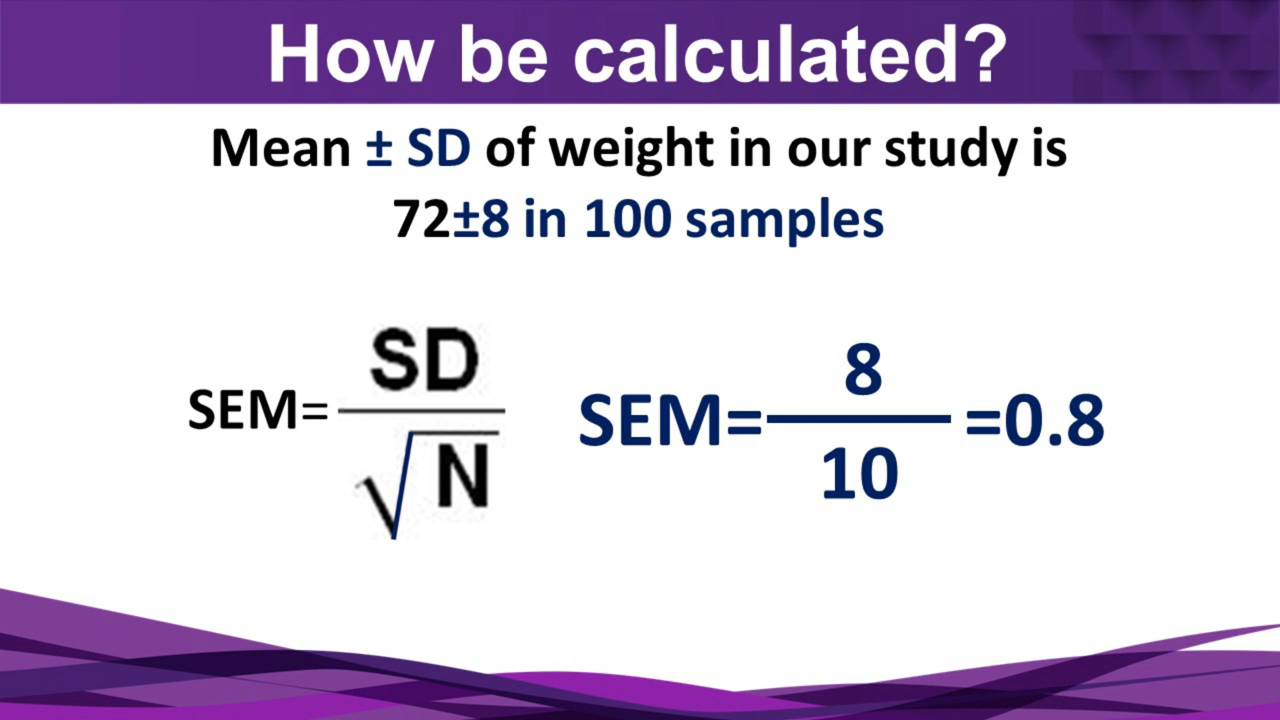 How be calculated?
Mean ± SD of weight in our study is
72±8 in 100 samples
SEM= SD / √N
SEM= 8 / 10 =0.8